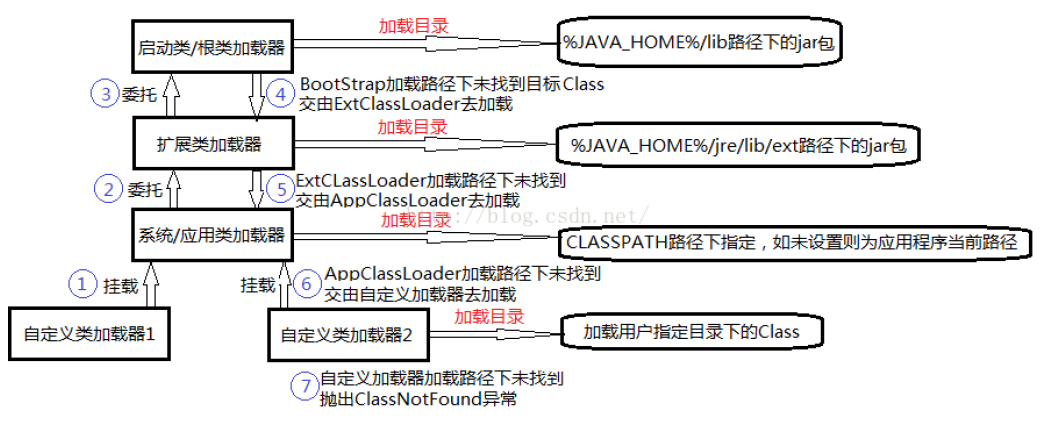 启动类/根类加载器
加载目录
%JAVA_HOME%/lib路径下的jar包
③ 委托
④ BootStrap加载路径下未找到目标Class
交由ExtClassLoader去加载
扩展类加载器
加载目录
%JAVA_HOME%/jre/lib/ext路径下的jar包
② 委托
⑤ ExtCLassLoader加载路径下未找到
交由AppClassLoader去加载
://blog.csdn.net/
系统/应用类加载器
加载目录
CLASSPATH路径下指定，如未设置则为应用程序当前路径
① 挂载
挂载
⑥ AppClassLoader加载路径下未找到
交由自定义加载器去加载
自定义类加载器1
自定义类加载器2
加载目录
加载用户指定目录下的Class
⑦ 自定义加载器加载路径下未找到
抛出ClassNotFound异常